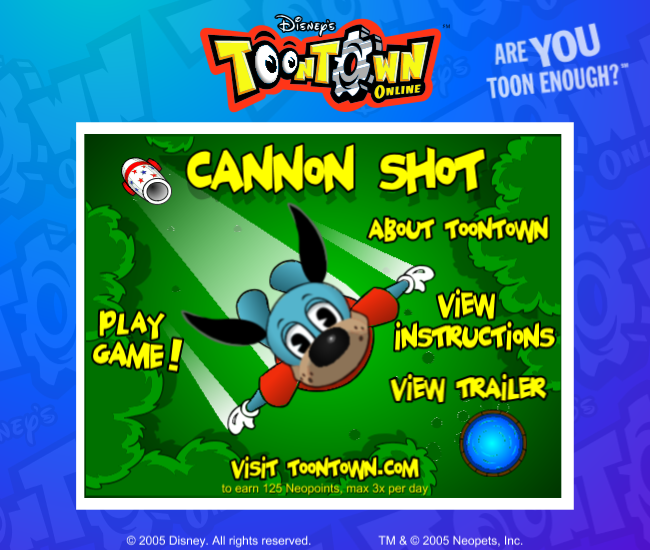 Disney's
TOONTOWN
ONLINE
™
ARE YOU
TOON ENOUGH?™
CANNON SHOT
ABOUT TOONTOWN
PLAY
GAME!
VIEW
INSTRUCTIONS
VIEW TRAILER
VISIT TOONTOWN.COM
to earn 125 Neopoints, max 3x per day
© 2005 Disney. All rights reserved.
TM & © 2005 Neopets, Inc.